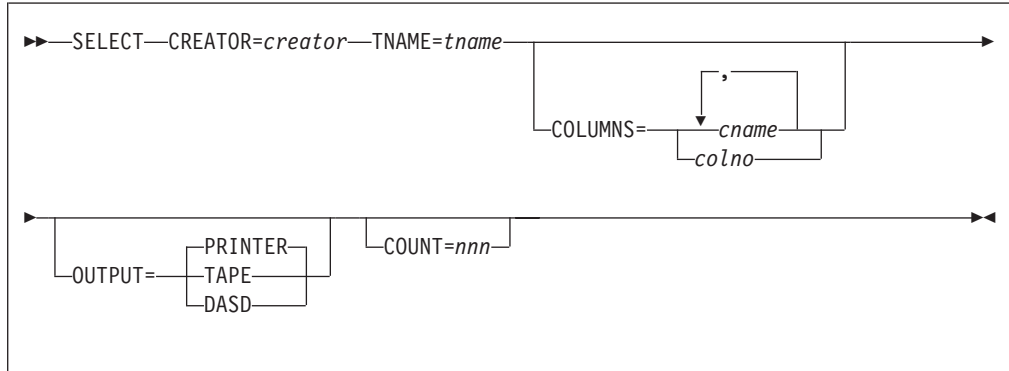 SELECT CREATOR=creator TNAME=tname
,
COLUMNS= cname
colno
PRINTER
OUTPUT= TAPE
DASD
COUNT=nnn